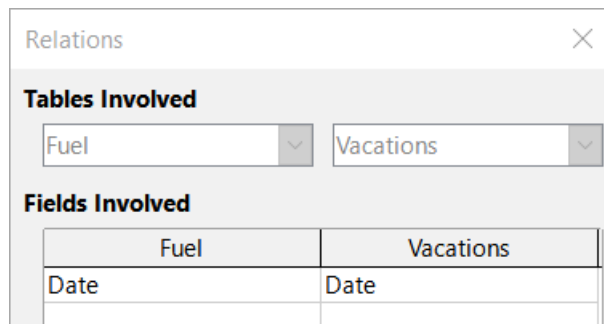 Relations
Tables Involved
Fuel Vacations
Fields Involved
Fuel Vacations
Date Date